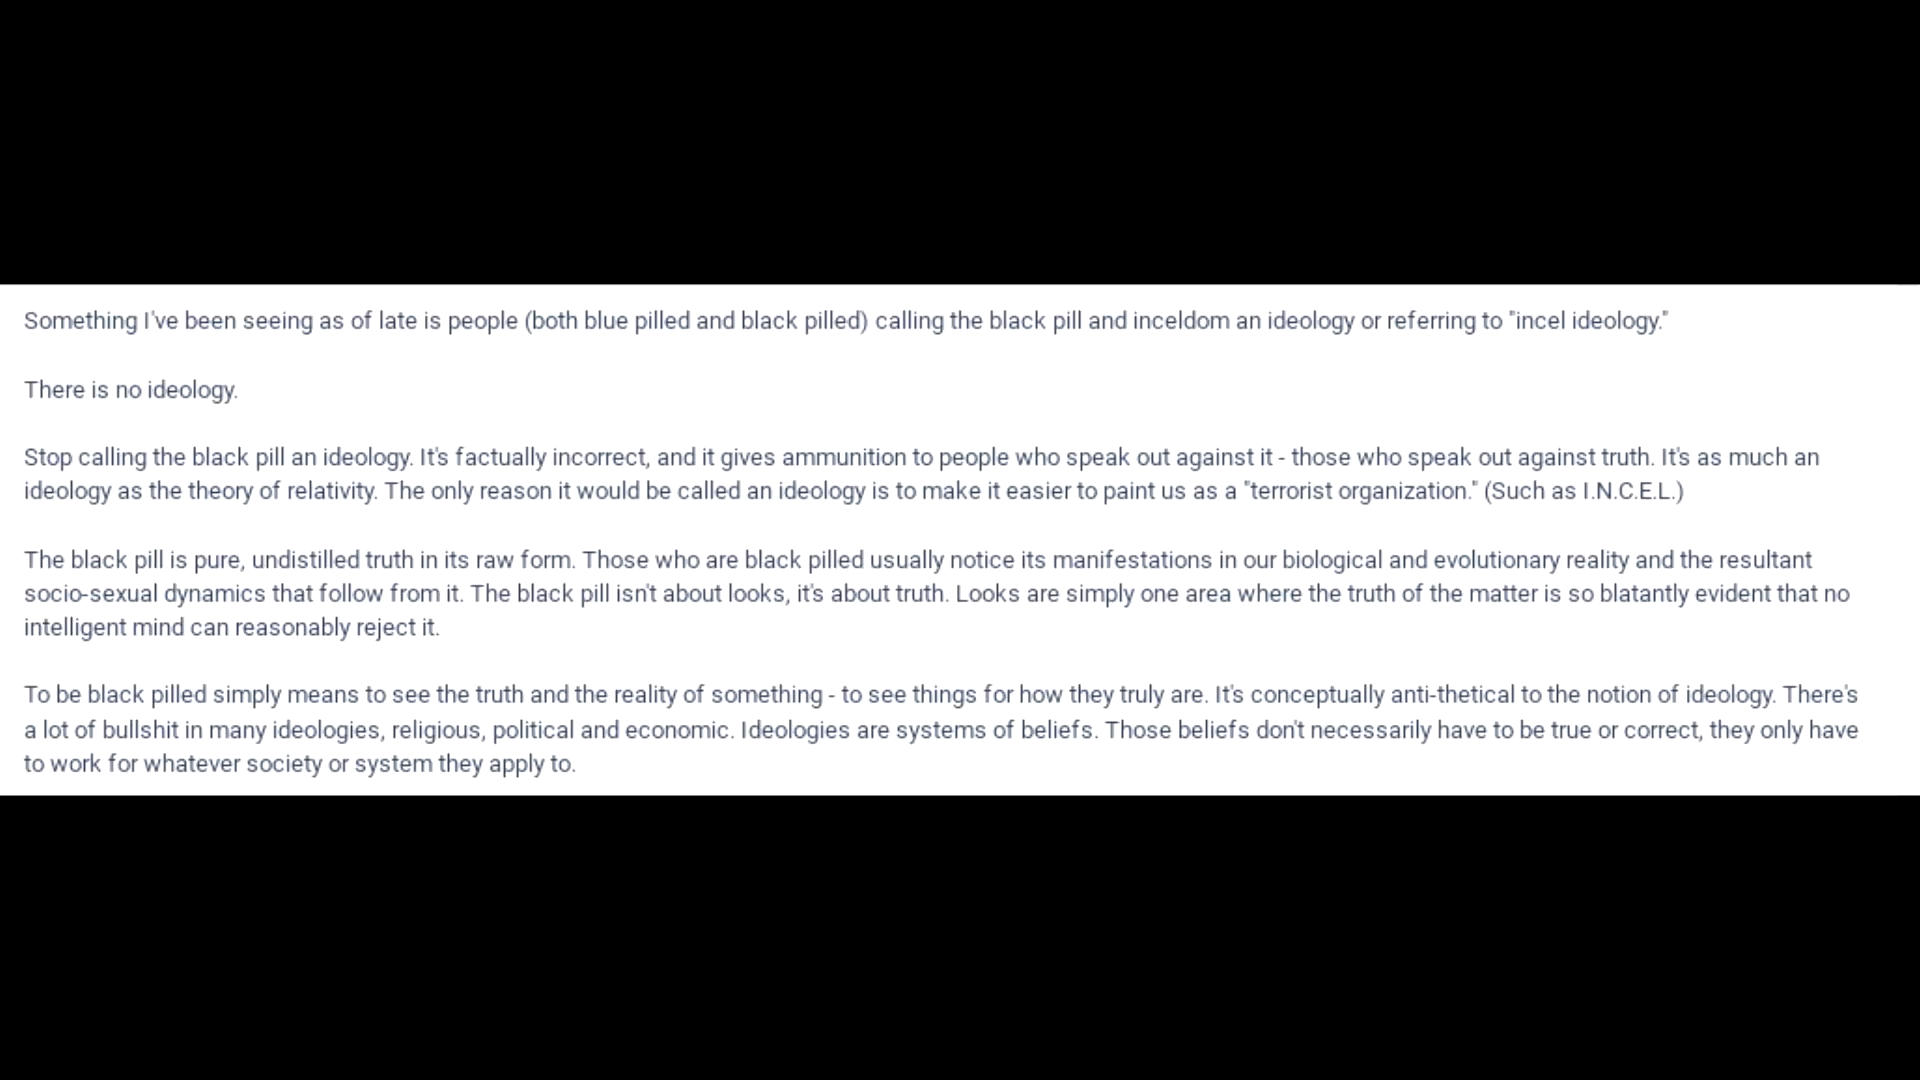 Something I've been seeing as of late is people (both blue pilled and black pilled) calling the black pill and inceldom an ideology or referring to "incel ideology."
There is no ideology.
Stop calling the black pill an ideology. It's factually incorrect, and it gives ammunition to people who speak out against it - those who speak out against truth. It's as much an
ideology as the theory of relativity. The only reason it would be called an ideology is to make it easier to paint us as a "terrorist organization." (Such as I.N.C.E.L.)
The black pill is pure, undistilled truth in its raw form. Those who are black pilled usually notice its manifestations in our biological and evolutionary reality and the resultant
socio-sexual dynamics that follow from it. The black pill isn't about looks, it's about truth. Looks are simply one area where the truth of the matter is so blatantly evident that no
intelligent mind can reasonably reject it.
To be black pilled simply means to see the truth and the reality of something - to see things for how they truly are. It's conceptually anti-thetical to the notion of ideology. There's
a lot of bullshit in many ideologies, religious, political and economic. Ideologies are systems of beliefs. Those beliefs don't necessarily have to be true or correct, they only have
to work for whatever society or system they apply to.